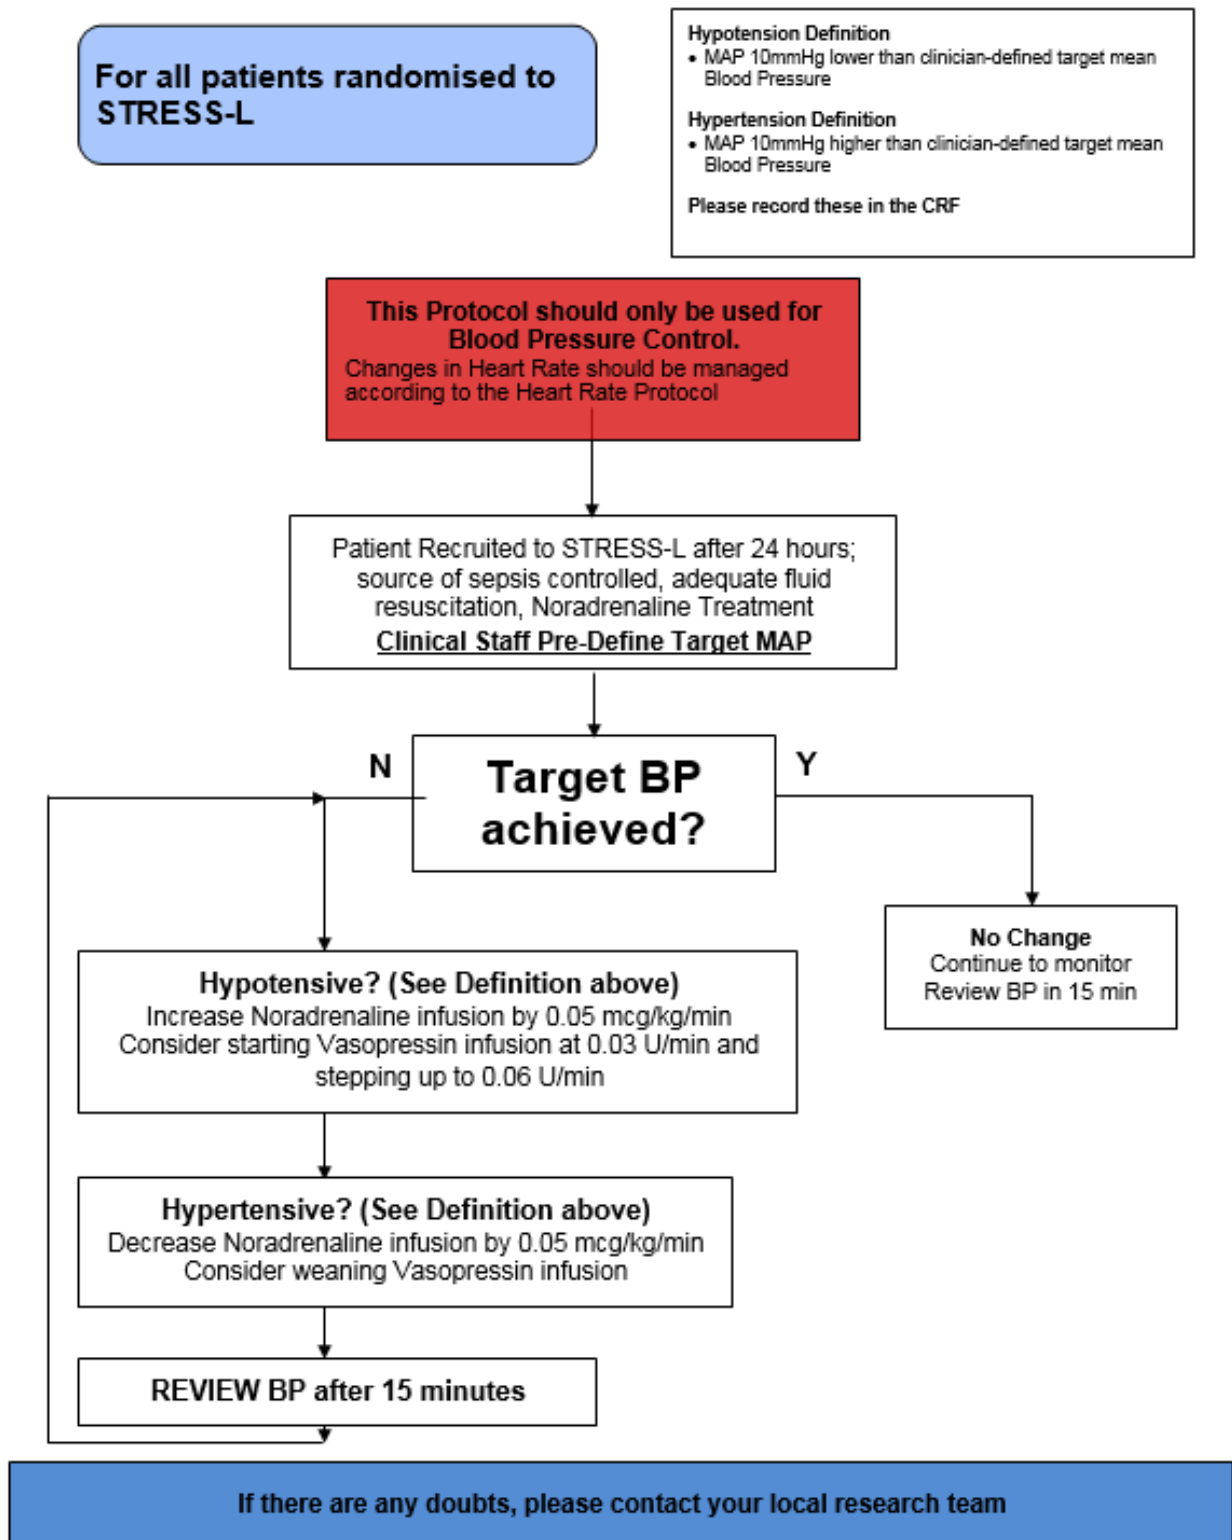 For all patients randomised to
STRESS-L
Hypotension Definition
• MAP 10mmHg lower than clinician-defined target mean
Blood Pressure
Hypertension Definition
• MAP 10mmHg higher than clinician-defined target mean
Blood Pressure
Please record these in the CRF
This Protocol should only be used for
Blood Pressure Control.
Changes in Heart Rate should be managed
according to the Heart Rate Protocol
Patient Recruited to STRESS-L after 24 hours;
source of sepsis controlled, adequate fluid
resuscitation, Noradrenaline Treatment
Clinical Staff Pre-Define Target MAP
N
Target BP
achieved?
Y
No Change
Continue to monitor
Review BP in 15 min
Hypotensive? (See Definition above)
Increase Noradrenaline infusion by 0.05 mcg/kg/min
Consider starting Vasopressin infusion at 0.03 U/min and
stepping up to 0.06 U/min
Hypertensive? (See Definition above)
Decrease Noradrenaline infusion by 0.05 mcg/kg/min
Consider weaning Vasopressin infusion
REVIEW BP after 15 minutes
If there are any doubts, please contact your local research team